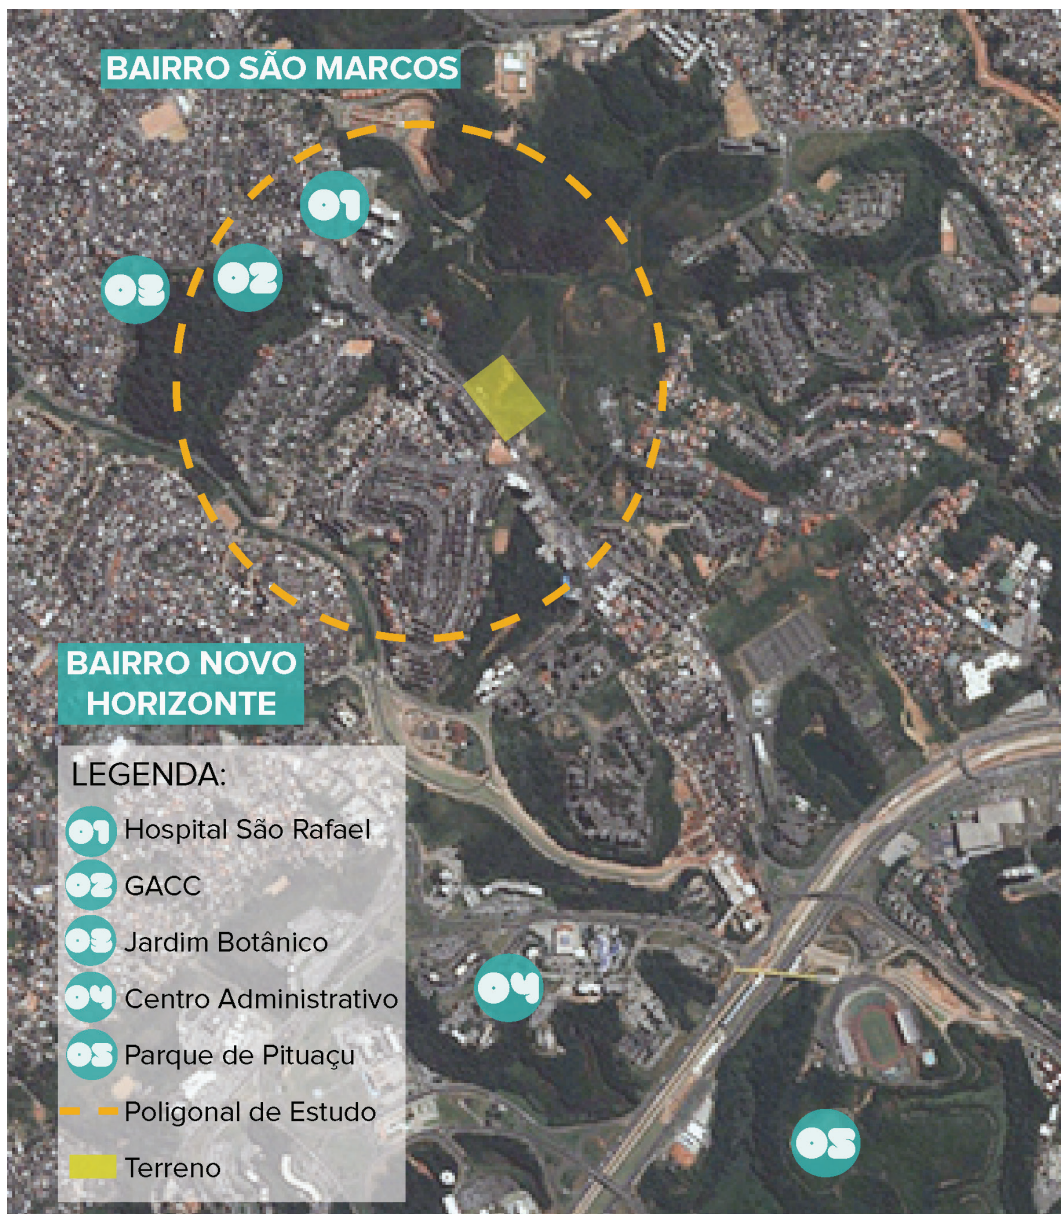 BAIRRO SÃO MARCOS
01
02
03
BAIRRO NOVO
HORIZONTE
LEGENDA:
01 Hospital São Rafael
02 GACC
03 Jardim Botânico
04 Centro Administrativo
05 Parque de Pituaçu
Poligonal de Estudo
Terreno
04
05